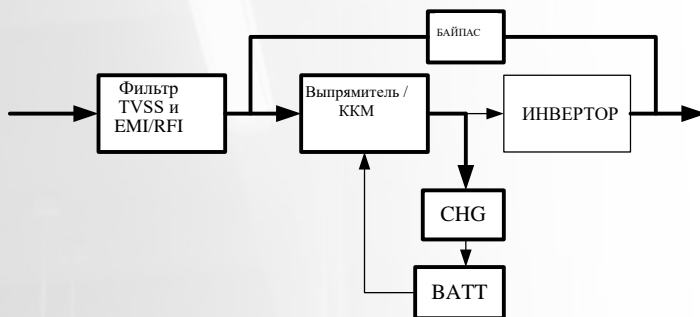 БАЙПАС
Фильтр
TVSS и
EMI/RFI
Выпрямитель /
ККМ
ИНВЕРТОР
CHG
BATT